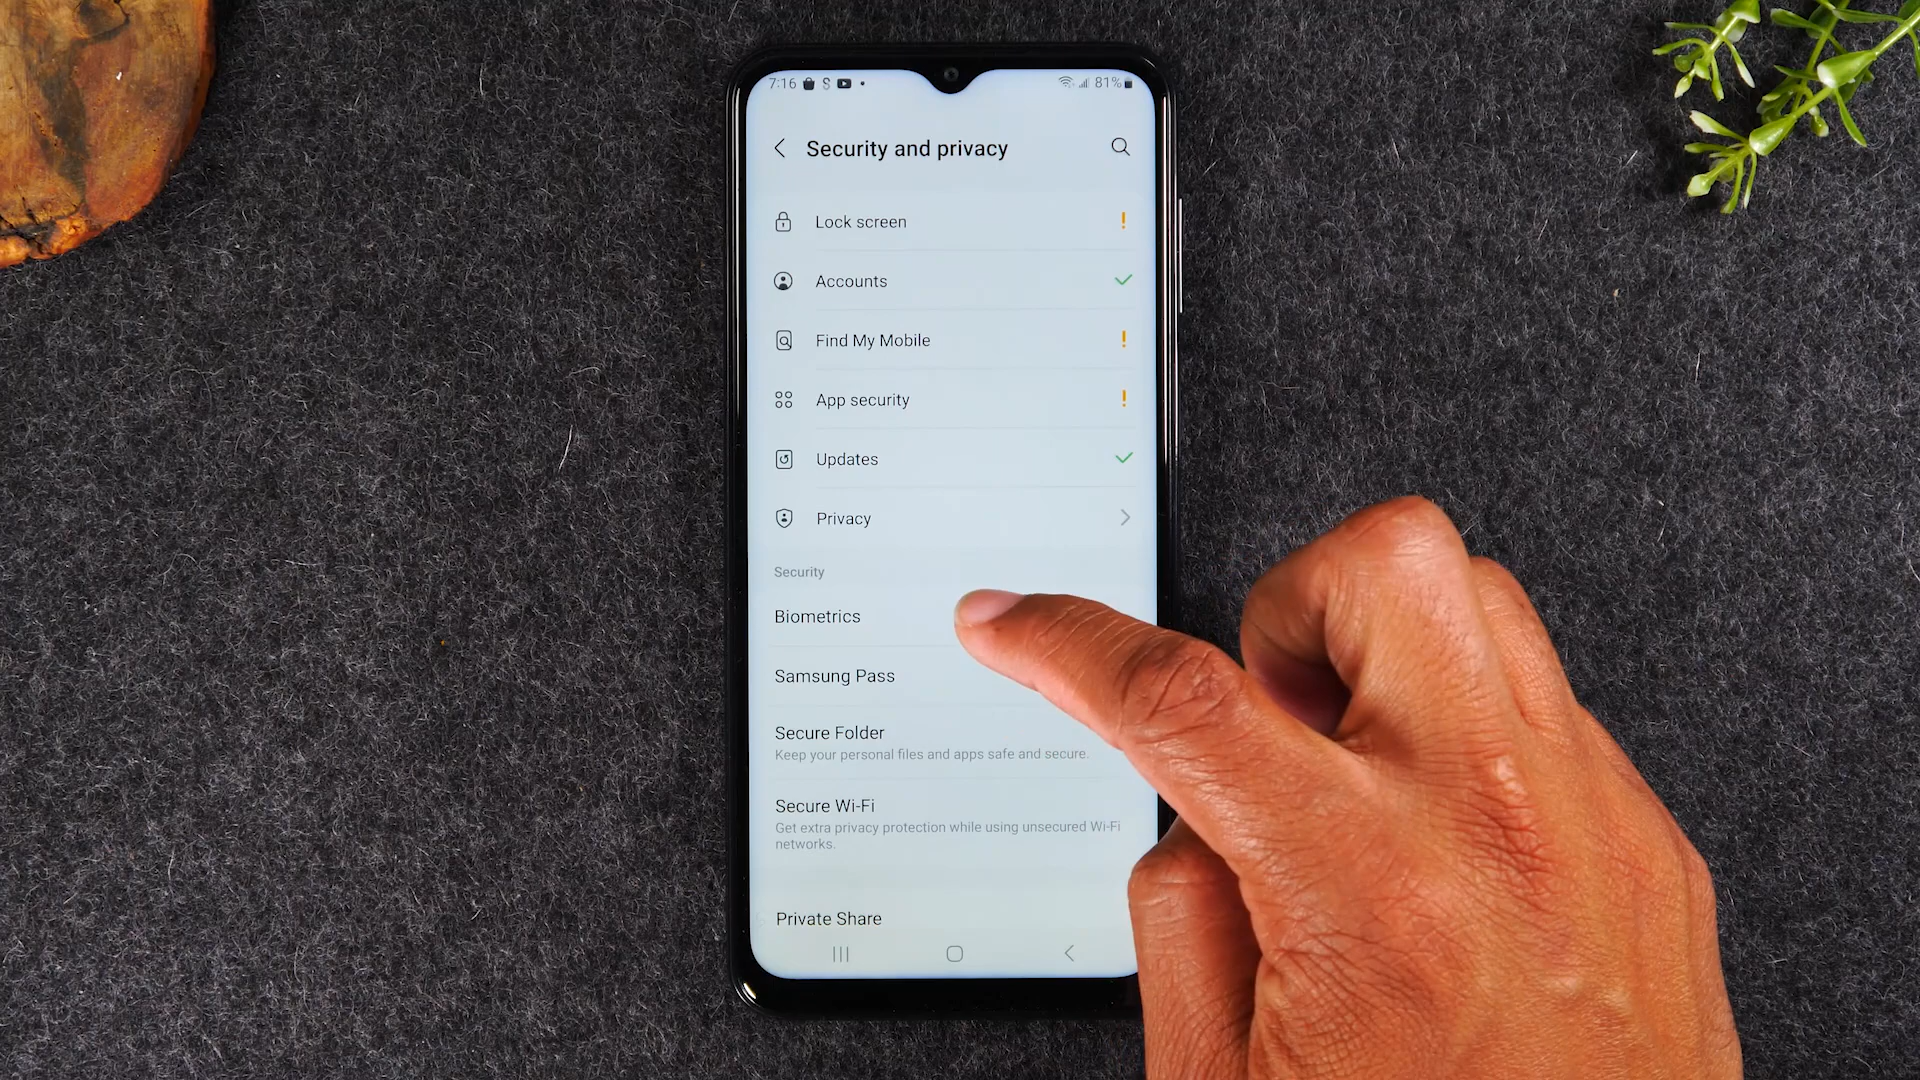 7:16 81%
Security and privacy
Lock screen
Accounts
Find My Mobile
App security
Updates
Privacy
Security
Biometrics
Samsung Pass
Secure Folder
Keep your personal files and apps safe and secure.
Secure Wi-Fi
Get extra privacy protection while using unsecured Wi-Fi
networks.
Private Share